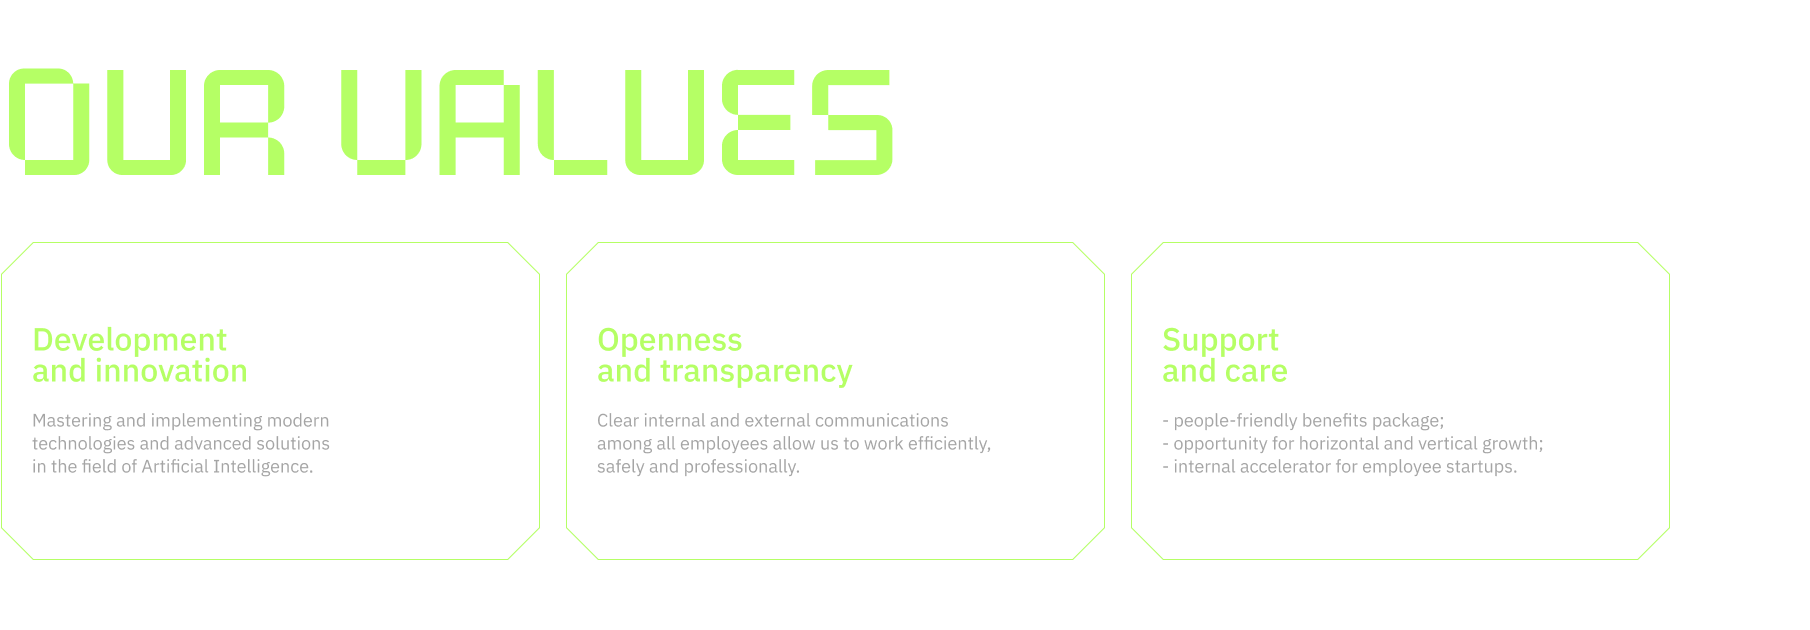 OUR VALUES
Development
and innovation
Mastering and implementing modern
technologies and advanced solutions
in the field of Artificial Intelligence.
Openness
and transparency
Clear internal and external communications
among all employees allow us to work efficiently,
safely and professionally.
Support
and care
- people-friendly benefits package;
- opportunity for horizontal and vertical growth;
- internal accelerator for employee startups.